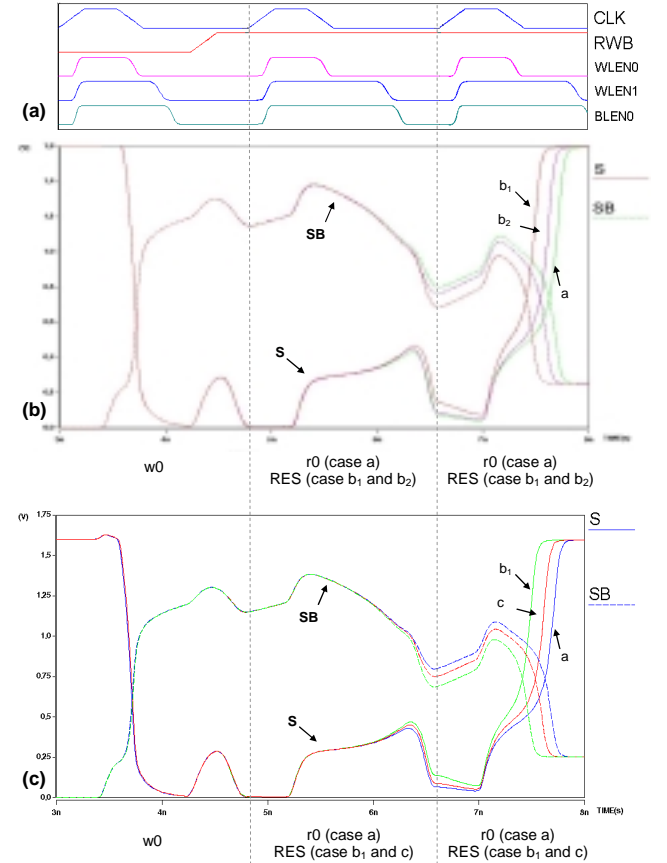 CLK
RWB
WLEN0
WLEN1
BLEN0
(a)
S
SB
b1
b2
a
SB
S
(b)
w0
r0 (case a)
RES (case b1 and b2)
r0 (case a)
RES (case b1 and b2)
(V)
1,75
1,5
1,25
1,0
0,75
0,5
0,25
0,0
S
SB
b1
c
a
SB
S
(c)
3n 4n 5n 6n 7n 8n TIME(s)
w0
r0 (case a)
RES (case b1 and c)
r0 (case a)
RES (case b1 and c)